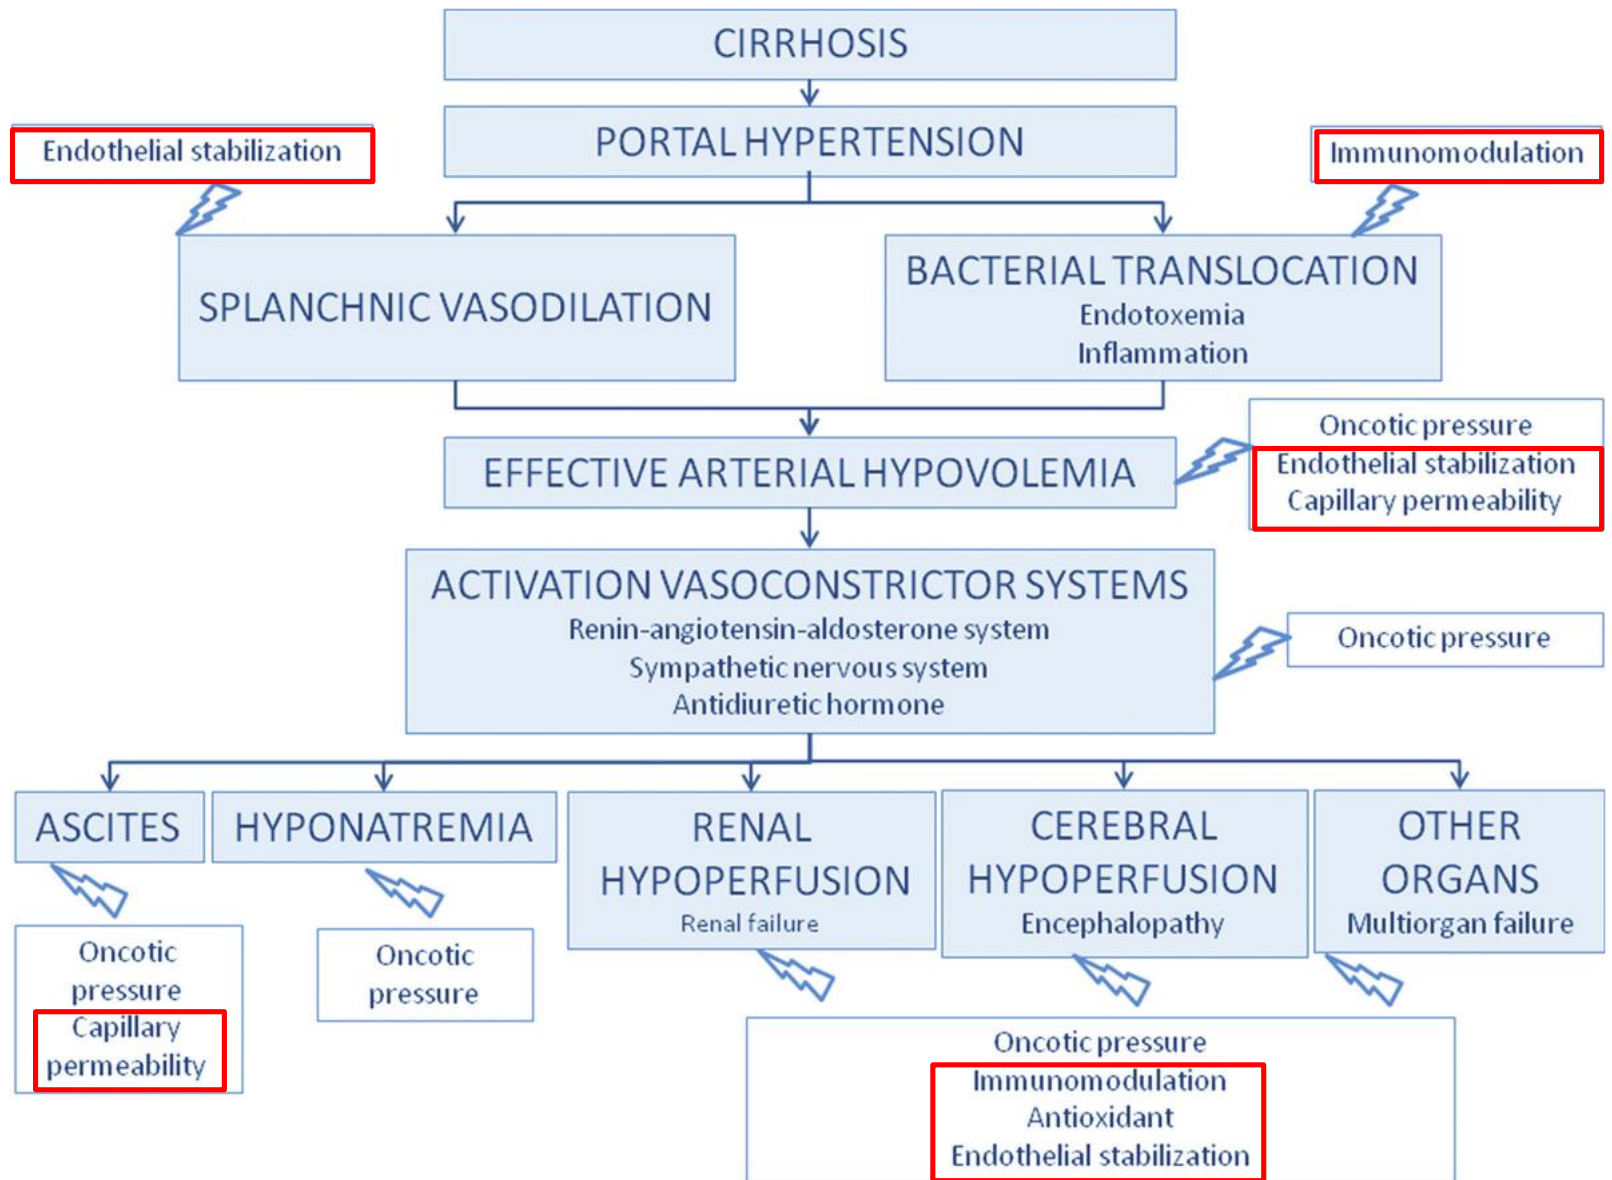 CIRRHOSIS
PORTAL HYPERTENSION
Endothelial stabilization
Immunomodulation
SPLANCHNIC VASODILATION
BACTERIAL TRANSLOCATION
Endotoxemia
Inflammation
EFFECTIVE ARTERIAL HYPOVOLEMIA
Oncotic pressure
Endothelial stabilization
Capillary permeability
ACTIVATION VASOCONSTRICTOR SYSTEMS
Renin-angiotensin-aldosterone system
Sympathetic nervous system
Antidiuretic hormone
Oncotic pressure
ASCITES
HYPONATREMIA
RENAL
HYPOPERFUSION
Renal failure
CEREBRAL
HYPOPERFUSION
Encephalopathy
OTHER
ORGANS
Multiorgan failure
Oncotic
pressure
Capillary
permeability
Oncotic
pressure
Oncotic pressure
Immunomodulation
Antioxidant
Endothelial stabilization